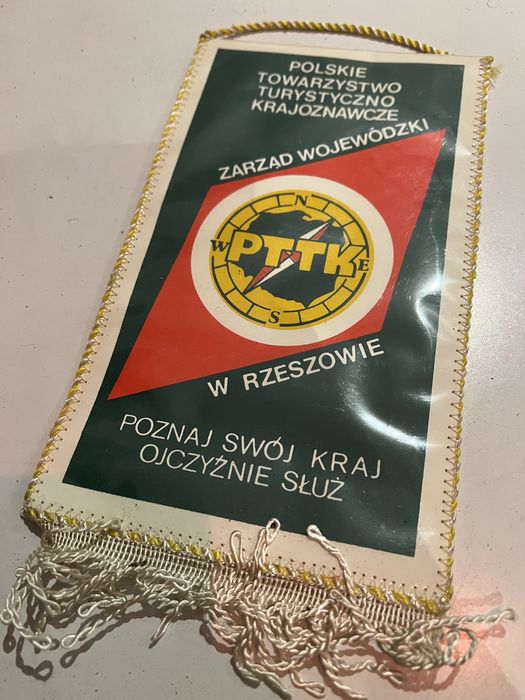 POLSKIE
TOWARZYSTWO
TURYSTYCZNO
KRAJOZNAWCZE
ZARZĄD WOJEWÓDZKI
N
W PTTK E
S
W RZESZOWIE
POZNAJ SWÓJ KRAJ
OJCZYŹNIE SŁUŻ